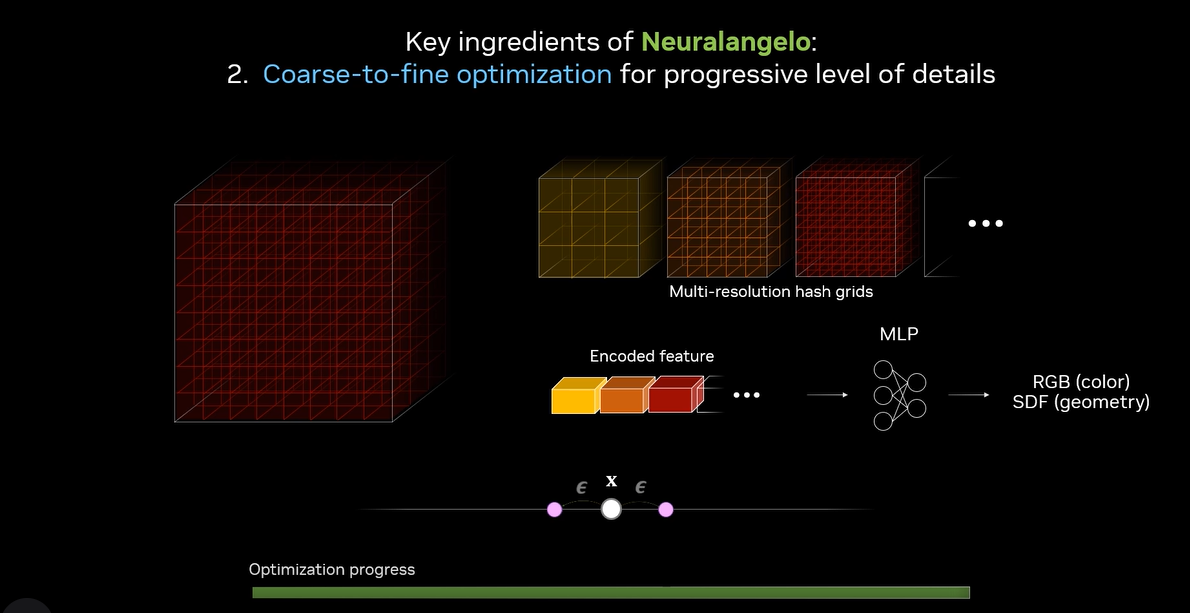 Key ingredients of Neuralangelo:
2. Coarse-to-fine optimization for progressive level of details
Multi-resolution hash grids
MLP
Encoded feature
RGB (color)
SDF (geometry)
ϵ x ϵ
Optimization progress